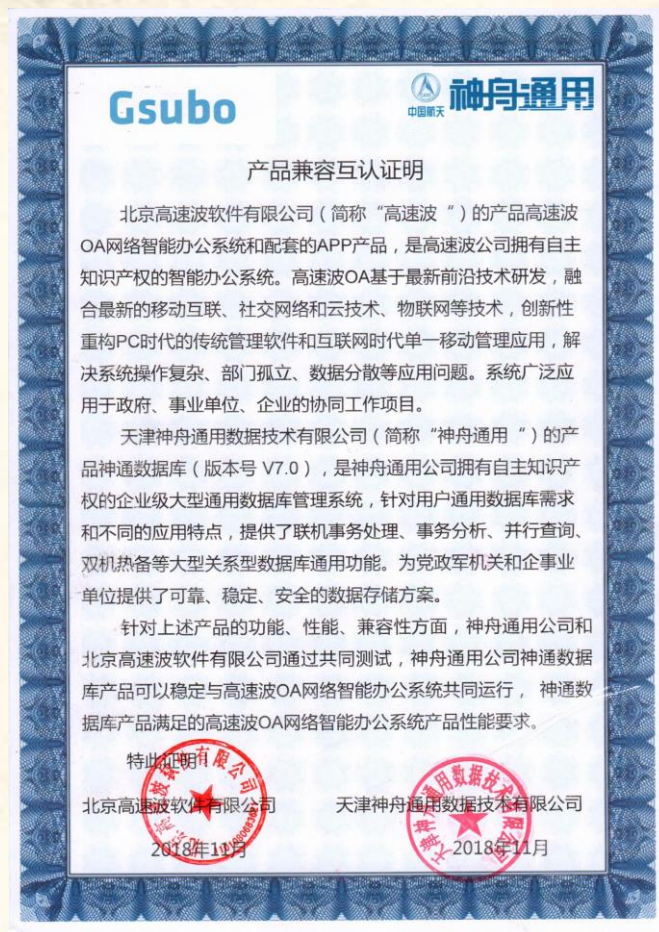 Gsubo
中国航天 神舟通用
产品兼容互认证明
北京高速波软件有限公司（简称“高速波“）的产品高速波
OA网络智能办公系统和配套的APP产品，是高速波公司拥有自主
知识产权的智能办公系统。高速波OA基于最新前沿技术研发，融
合最新的移动互联、社交网络和云技术、物联网等技术，创新性
重构PC时代的传统管理软件和互联网时代单一移动管理应用，解
决系统操作复杂、部门孤立、数据分散等应用问题。系统广泛应
用于政府、事业单位、企业的协同工作项目。
天津神舟通用数据技术有限公司（简称“神舟通用“）的产
品神通数据库（版本号 V7.0），是神舟通用公司拥有自主知识产
权的企业级大型通用数据库管理系统，针对用户通用数据库需求
和不同的应用特点，提供了联机事务处理、事务分析、并行查询、
双机热备等大型关系型数据库通用功能。为党政军机关和企事业
单位提供了可靠、稳定、安全的数据存储方案。
针对上述产品的功能、性能、兼容性方面，神舟通用公司和
北京高速波软件有限公司通过共同测试，神舟通用公司神通数据
库产品可以稳定与高速波OA网络智能办公系统共同运行， 神通数
据库产品满足的高速波OA网络智能办公系统产品性能要求。
特此证明！
北京高速波软件有限公司 天津神舟通用数据技术有限公司
2018年11月 2018年11月
天津神舟通用数据技术有限公司